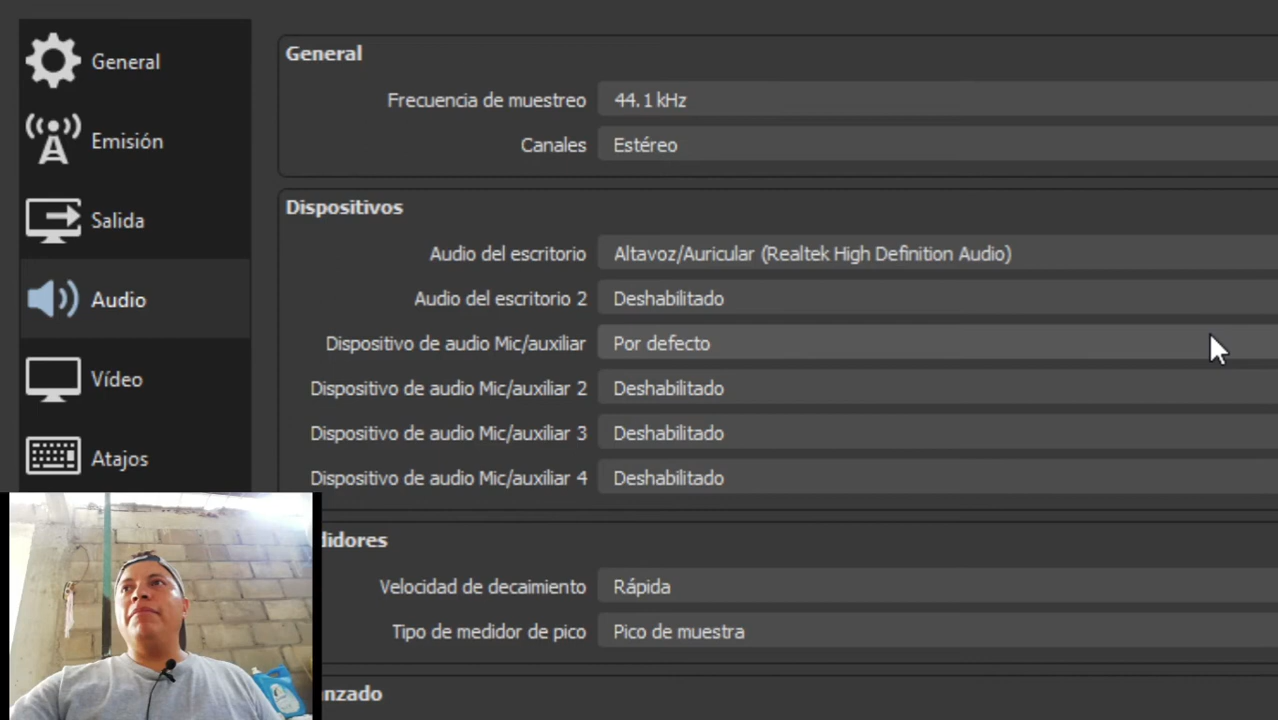 General
Emisión
Salida
Audio
Vídeo
Atajos
General
Frecuencia de muestreo 44.1 kHz
Canales Estéreo
Dispositivos
Audio del escritorio Altavoz/Auricular (Realtek High Definition Audio)
Audio del escritorio 2 Deshabilitado
Dispositivo de audio Mic/auxiliar Por defecto
Dispositivo de audio Mic/auxiliar 2 Deshabilitado
Dispositivo de audio Mic/auxiliar 3 Deshabilitado
Dispositivo de audio Mic/auxiliar 4 Deshabilitado
didores
Velocidad de decaimiento Rápida
Tipo de medidor de pico Pico de muestra
nzado